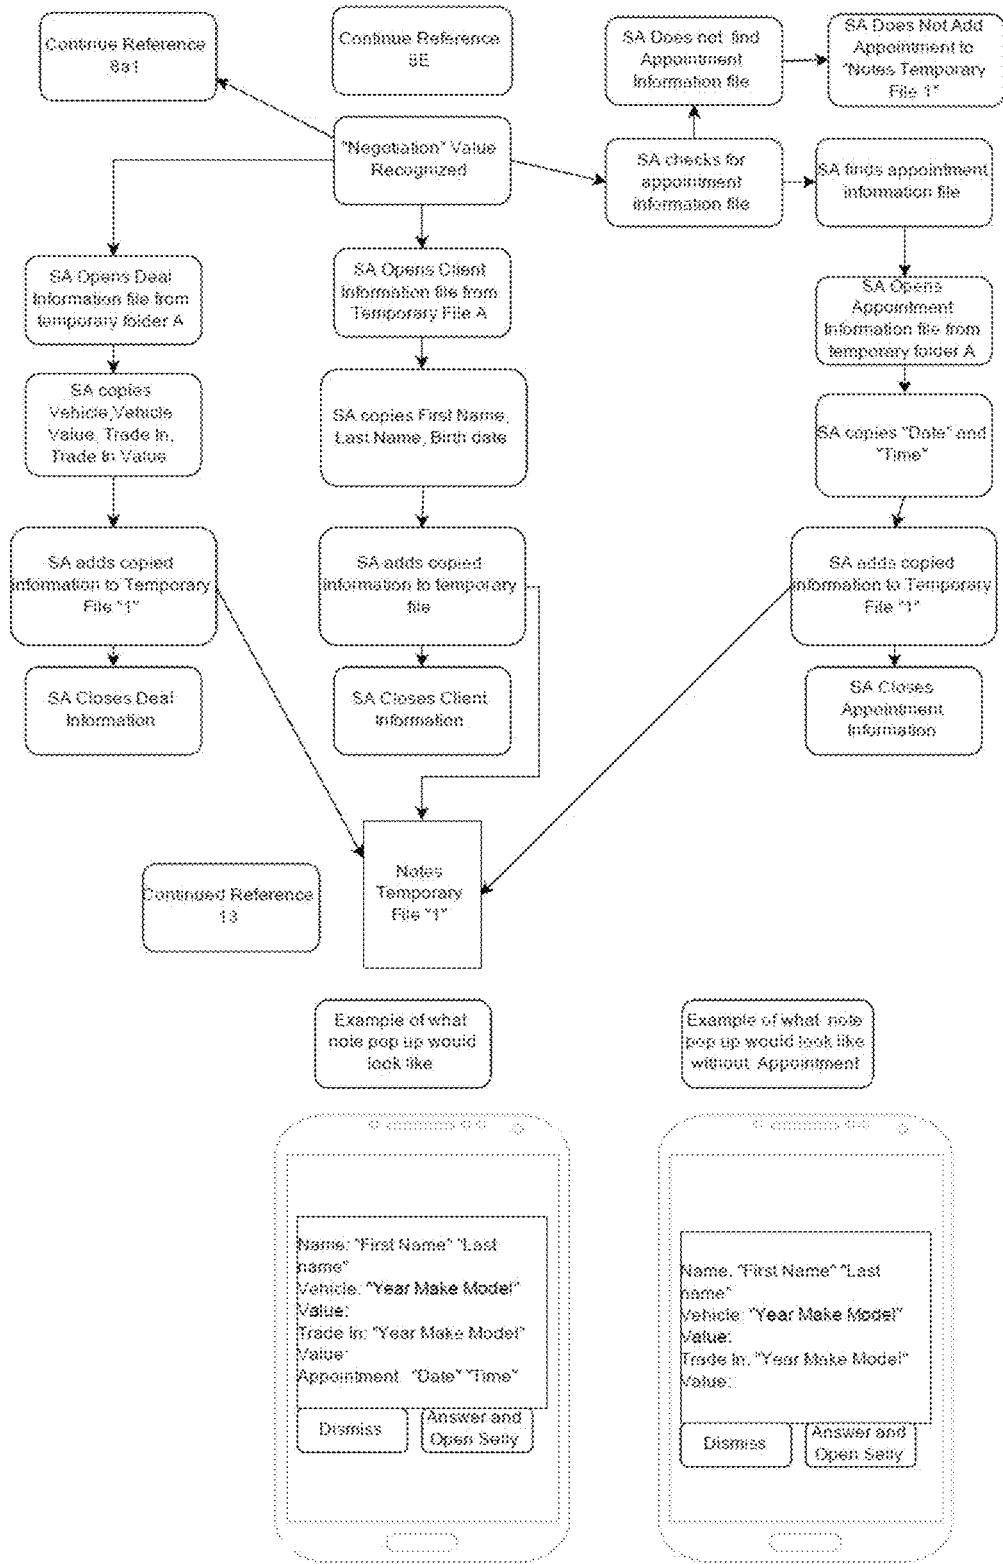 Continue Reference
8a1
Continue Reference
8E
SA Does not find
Appointment
Information file
SA Does Not Add
Appointment to
"Notes Temporary
File 1"
"Negotiation" Value
Recognized
SA checks for
appointment
information file
SA finds appointment
information file
SA Opens Deal
Information file from
temporary folder A
SA Opens Client
Information file from
Temporary File A
SA Opens
Appointment
Information file from
temporary folder A
SA copies
Vehicle,Vehicle
Value, Trade In,
Trade In Value
SA copies First Name,
Last Name, Birth date
SA copies "Date" and
"Time"
SA adds copied
information to Temporary
File "1"
SA adds copied
information to temporary
file
SA adds copied
information to Temporary
File "1"
SA Closes Deal
Information
SA Closes Client
Information
SA Closes
Appointment
Information
Continued Reference
13
Notes
Temporary
File "1"
Example of what
note pop up would
look like
Example of what note
pop up would look like
without Appointment
Name: "First Name" "Last
name"
Vehicle: "Year Make Model"
Value:
Trade In: "Year Make Model"
Value:
Appointment: "Date" "Time"
Dismiss
Answer and
Open Selly
Name: "First Name" "Last
name"
Vehicle: "Year Make Model"
Value:
Trade In: "Year Make Model"
Value:
Dismiss
Answer and
Open Selly